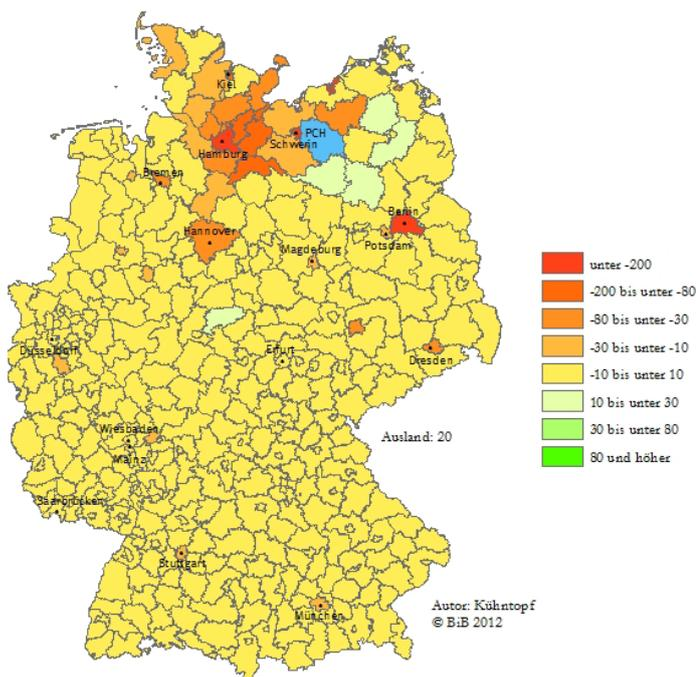 Kiel
PCH
Schwerin
Hamburg
Bremen
Berlin
Hannover
Potsdam
Magdeburg
Düsseldorf
Erfurt
Dresden
Wiesbaden
Mainz
Saarbrücken
Stuttgart
München
unter -200
-200 bis unter -80
-80 bis unter -30
-30 bis unter -10
-10 bis unter 10
10 bis unter 30
30 bis unter 80
80 und höher
Ausland: 20
Autor: Kühntopf
© BiB 2012